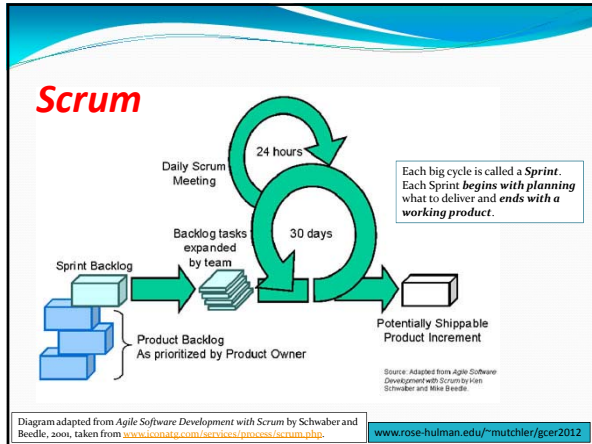 Scrum
24 hours
Daily Scrum
Meeting
Each big cycle is called a Sprint.
Each Sprint begins with planning
what to deliver and ends with a
working product.
Backlog tasks
expanded
by team
30 days
Sprint Backlog
Potentially Shippable
Product Increment
Product Backlog
As prioritized by Product Owner
Source: Adapted from Agile Software
Development with Scrum by Ken
Schwaber and Mike Beedle.
Diagram adapted from Agile Software Development with Scrum by Schwaber and
Beedle, 2001, taken from www.iconatg.com/services/process/scrum.php.
www.rose-hulman.edu/~mutchler/gcer2012